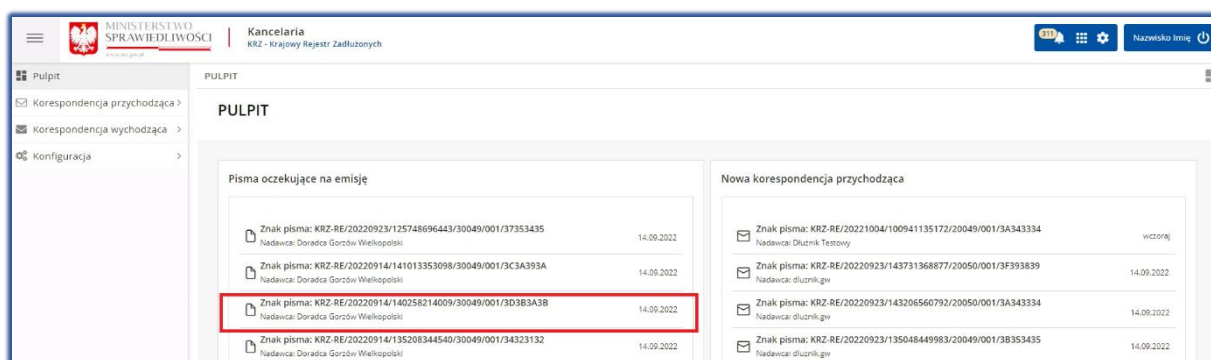 MINISTERSTWO
SPRAWIEDLIWOŚCI
Kancelaria
KRZ - Krajowy Rejestr Zadłużonych
311
Nazwisko Imię
Pulpit
PULPIT
Korespondencja przychodząca
PULPIT
Korespondencja wychodząca
Konfiguracja
Pisma oczekujące na emisję
Znak pisma: KRZ-RE/20220923/125748696443/30049/001/37353435
Nadawca: Doradca Gorzów Wielkopolski
14.09.2022
Znak pisma: KRZ-RE/20220914/141013353098/30049/001/3C3A393A
Nadawca: Doradca Gorzów Wielkopolski
14.09.2022
Znak pisma: KRZ-RE/20220914/140258214009/30049/001/3D3B3A3B
Nadawca: Doradca Gorzów Wielkopolski
14.09.2022
Znak pisma: KRZ-RE/20220914/135208344540/30049/001/34323132
Nadawca: Doradca Gorzów Wielkopolski
14.09.2022
Nowa korespondencja przychodząca
Znak pisma: KRZ-RE/20221004/100941135172/20049/001/3A343334
Nadawca: Dłużnik Testowy
wczoraj
Znak pisma: KRZ-RE/20220923/143731368877/20050/001/3F393839
Nadawca: dluznik.gw
14.09.2022
Znak pisma: KRZ-RE/20220923/143206560792/20050/001/3A343334
Nadawca: dluznik.gw
14.09.2022
Znak pisma: KRZ-RE/20220923/135048449983/20049/001/3B353435
Nadawca: dluznik.gw
14.09.2022